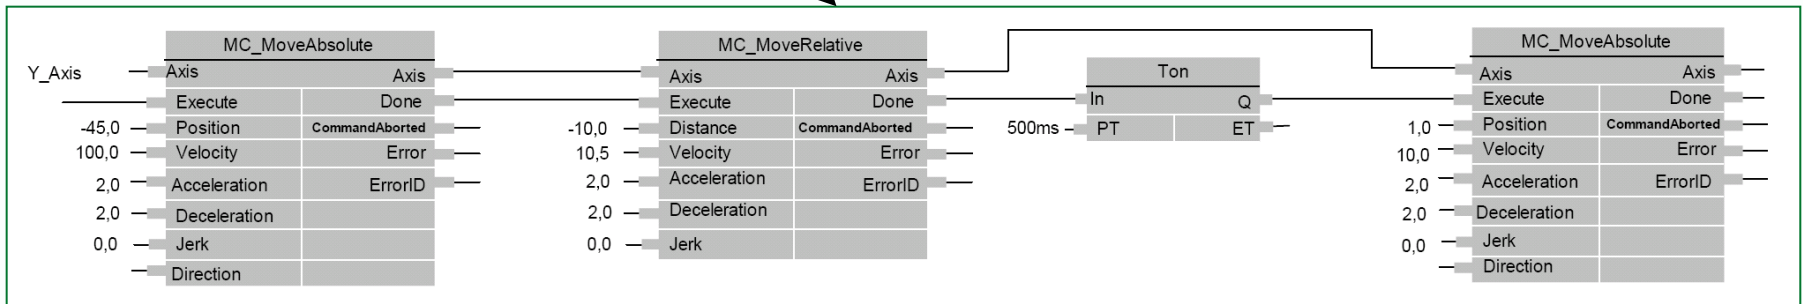 MC_MoveAbsolute
Y_Axis Axis Axis
Execute Done
-45,0 Position CommandAborted
100,0 Velocity Error
2,0 Acceleration ErrorID
2,0 Deceleration
0,0 Jerk
Direction
MC_MoveRelative
Axis Axis
Execute Done
-10,0 Distance CommandAborted
10,5 Velocity Error
2,0 Acceleration ErrorID
2,0 Deceleration
0,0 Jerk
Ton
In Q
500ms PT ET
MC_MoveAbsolute
Axis Axis
Execute Done
1,0 Position CommandAborted
10,0 Velocity Error
2,0 Acceleration ErrorID
2,0 Deceleration
0,0 Jerk
Direction